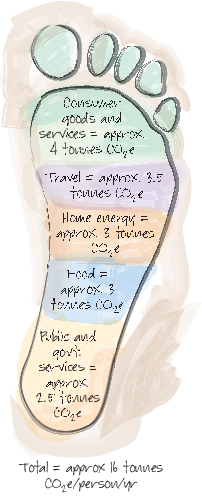 Consumer
goods and
services = approx
4 tonnes CO₂e
Travel = approx 3.5
tonnes CO₂e
Home energy =
approx 3 tonnes
CO₂e
Food =
approx 3
tonnes CO₂e
Public and
govt
services =
approx
2.5 tonnes
CO₂e
Total = approx 16 tonnes
CO₂e/person/yr